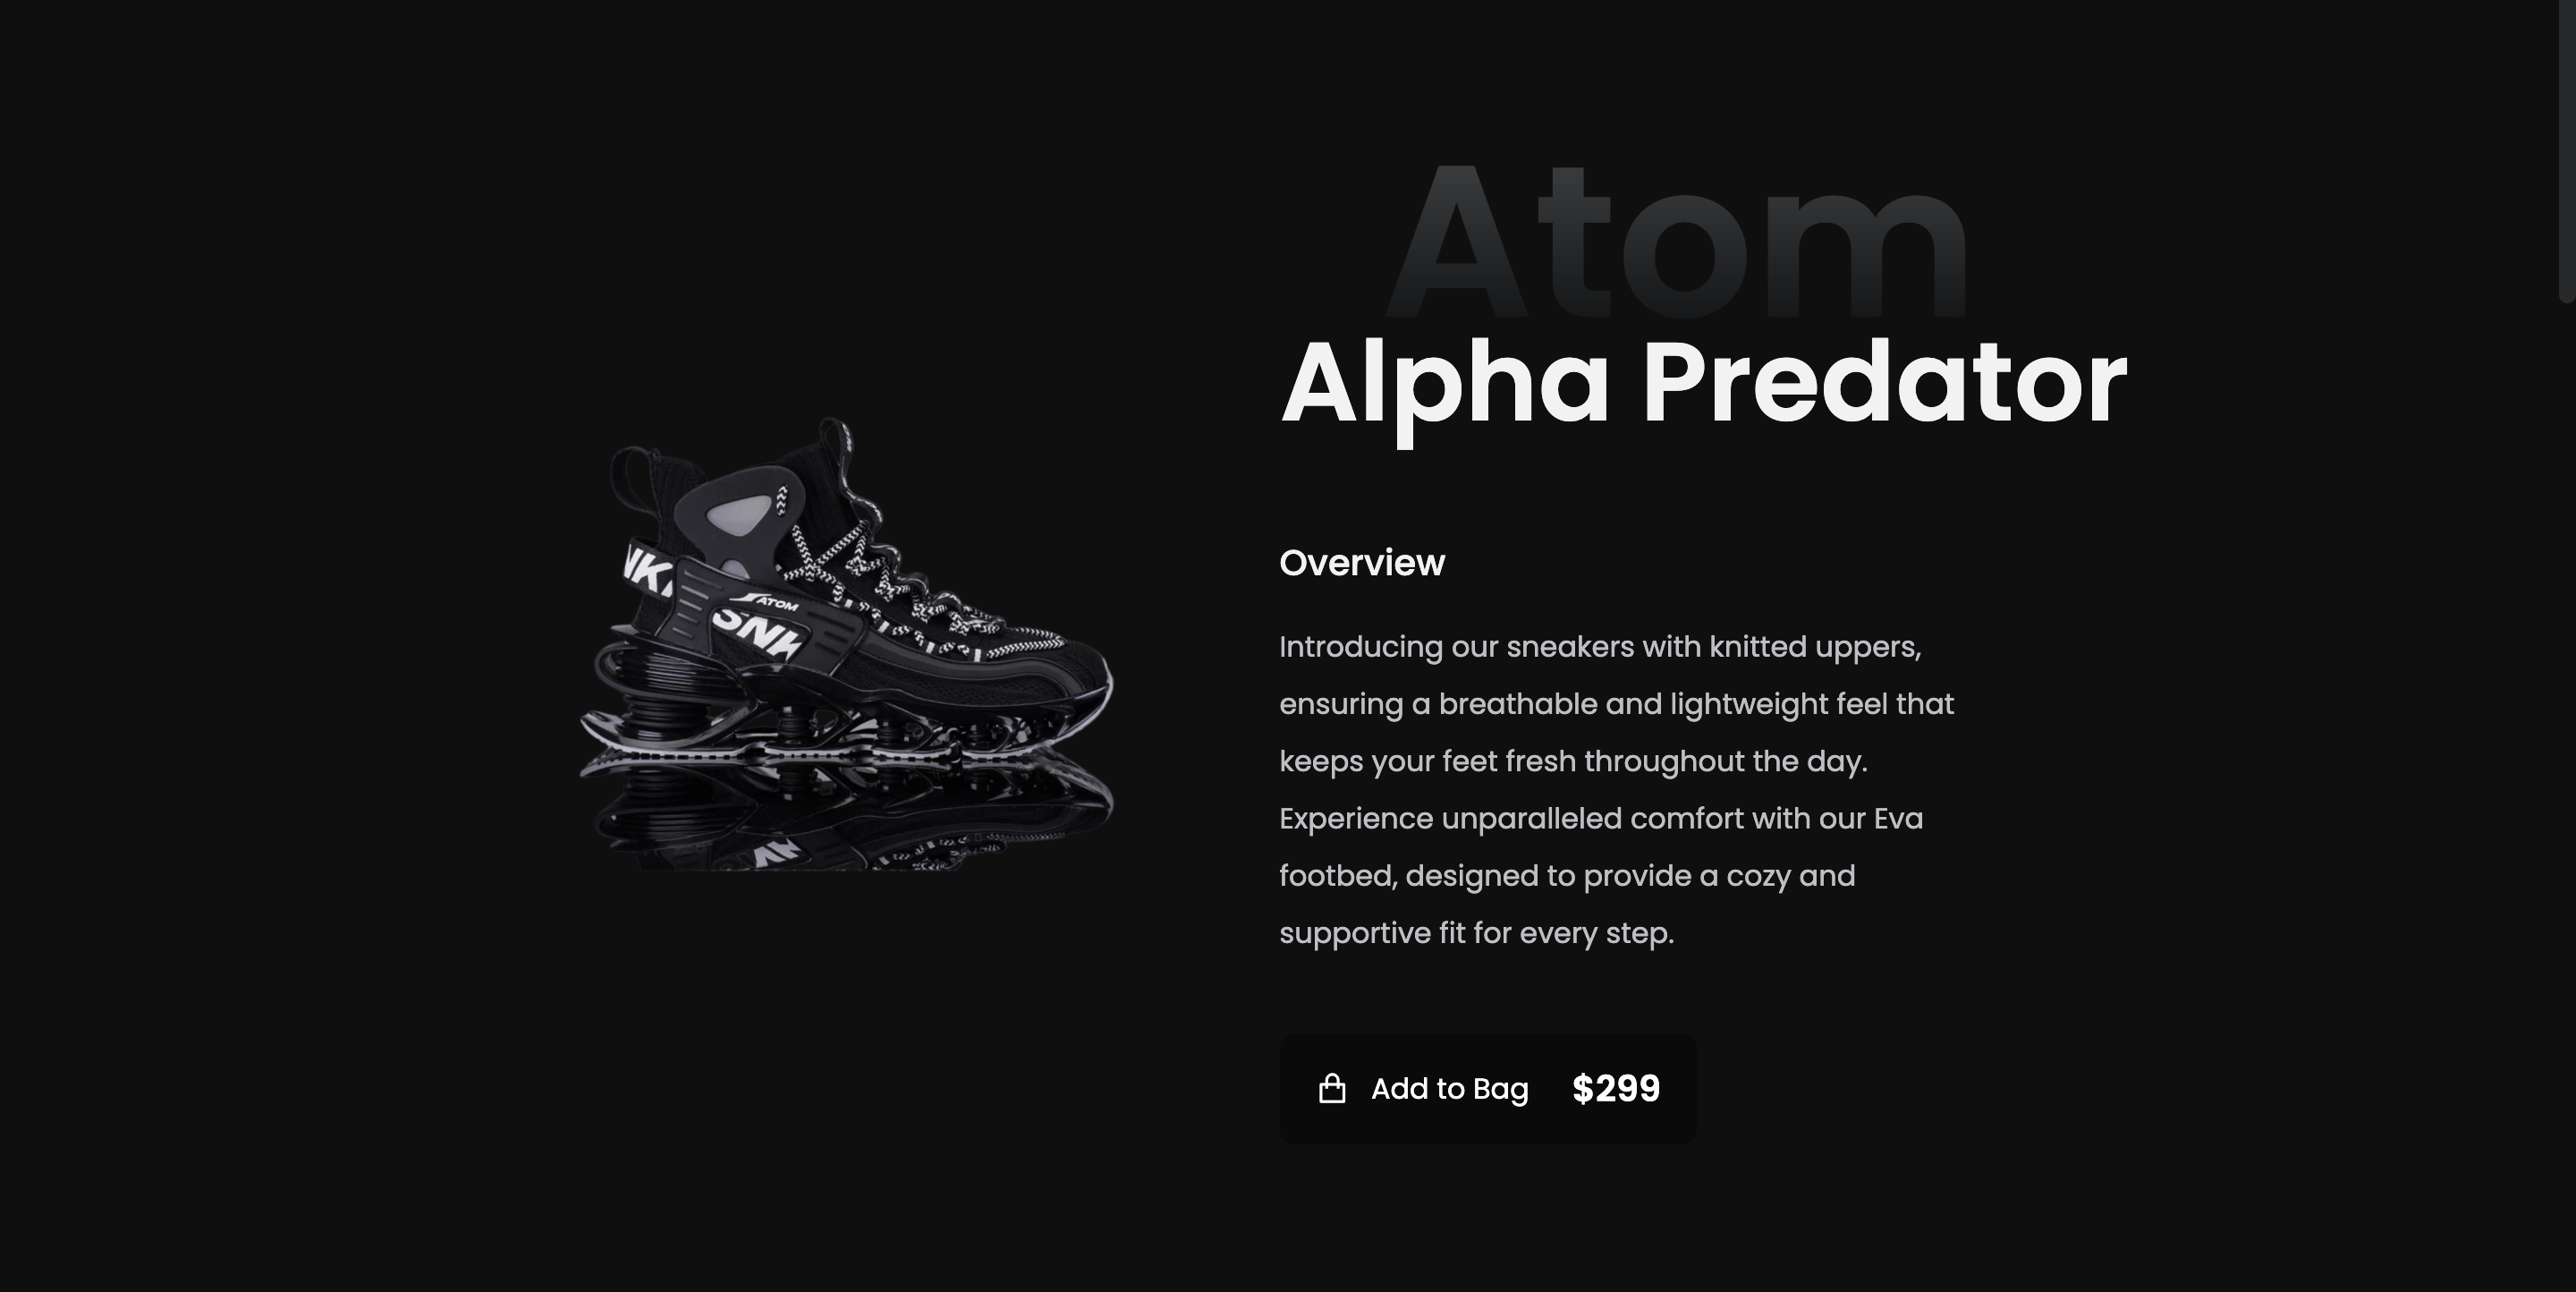 Atom
Alpha Predator
Overview
Introducing our sneakers with knitted uppers,
ensuring a breathable and lightweight feel that
keeps your feet fresh throughout the day.
Experience unparalleled comfort with our Eva
footbed, designed to provide a cozy and
supportive fit for every step.
Add to Bag $299
ATOM
SNK